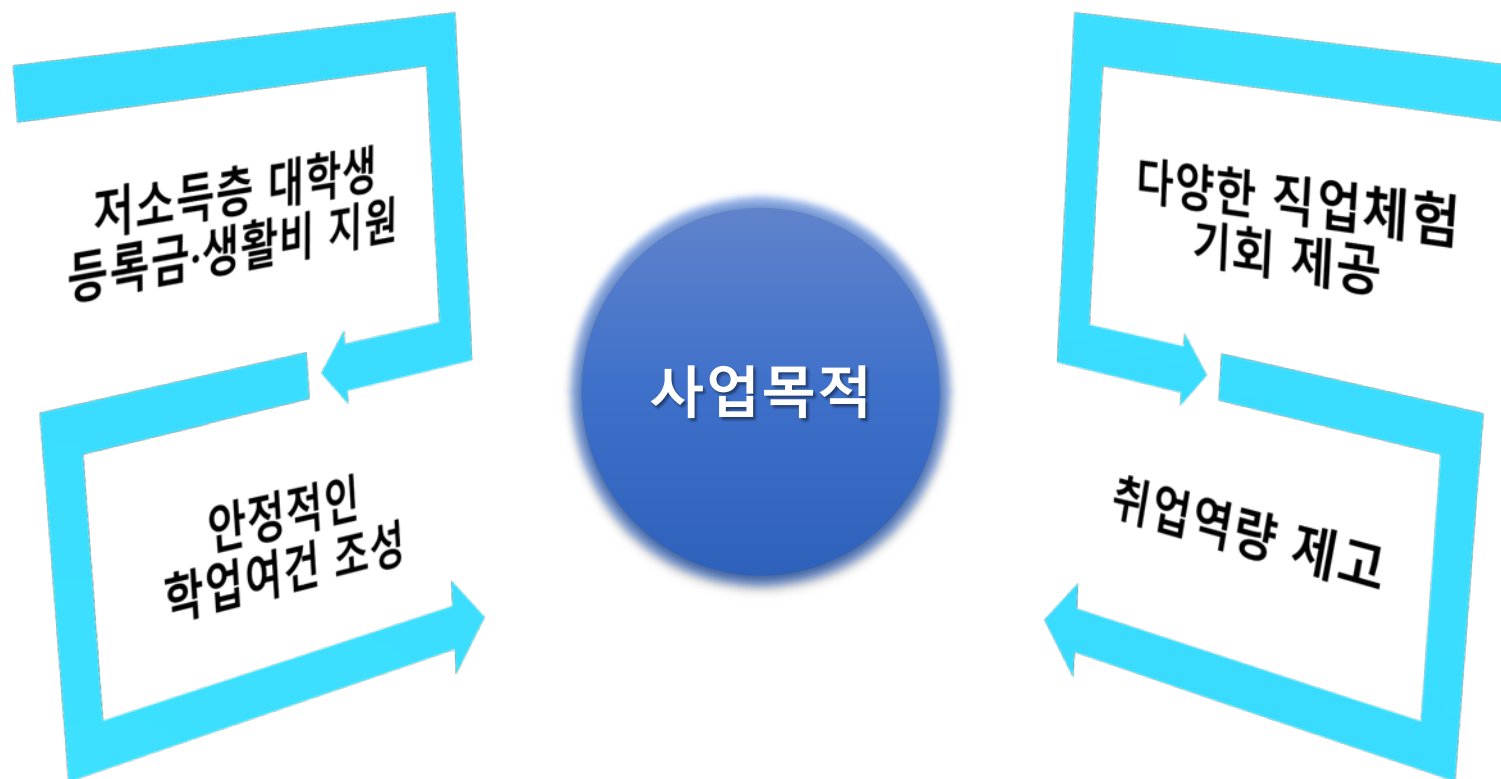 저소득층 대학생
등록금·생활비 지원
안정적인
학업여건 조성
사업목적
다양한 직업체험
기회 제공
취업역량 제고